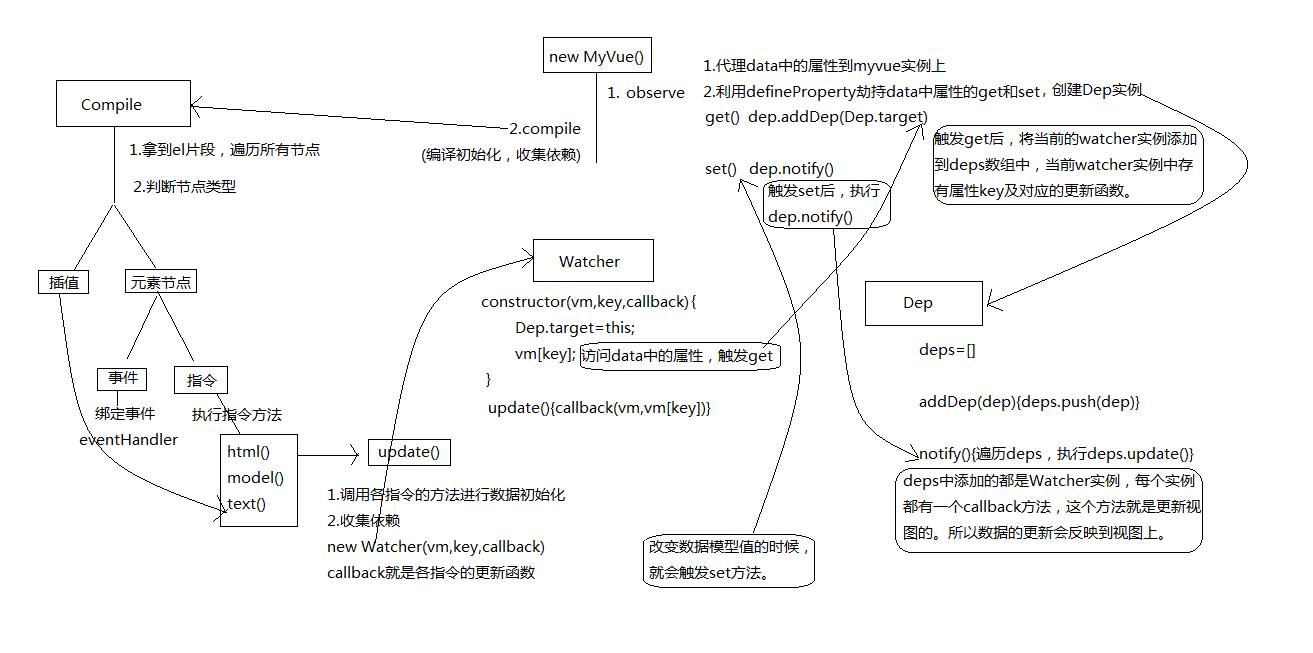 new MyVue()
1. observe
2.compile
(编译初始化，收集依赖)
1.代理data中的属性到myvue实例上
2.利用defineProperty劫持data中属性的get和set，创建Dep实例
get() dep.addDep(Dep.target)
触发get后，将当前的watcher实例添加
到deps数组中，当前watcher实例中存
有属性key及对应的更新函数。
set() dep.notify()
触发set后，执行
dep.notify()
Compile
1.拿到el片段，遍历所有节点
2.判断节点类型
插值
元素节点
事件
指令
绑定事件
eventHandler
执行指令方法
html()
model()
text()
update()
1.调用各指令的方法进行数据初始化
2.收集依赖
new Watcher(vm,key,callback)
callback就是各指令的更新函数
Watcher
constructor(vm,key,callback){
Dep.target=this;
vm[key]; 访问data中的属性，触发get
}
update(){callback(vm,vm[key])}
改变数据模型值的时候，
就会触发set方法。
Dep
deps=[]
addDep(dep){deps.push(dep)}
notify(){遍历deps，执行deps.update()}
deps中添加的都是Watcher实例，每个实例
都有一个callback方法，这个方法就是更新视
图的。所以数据的更新会反映到视图上。